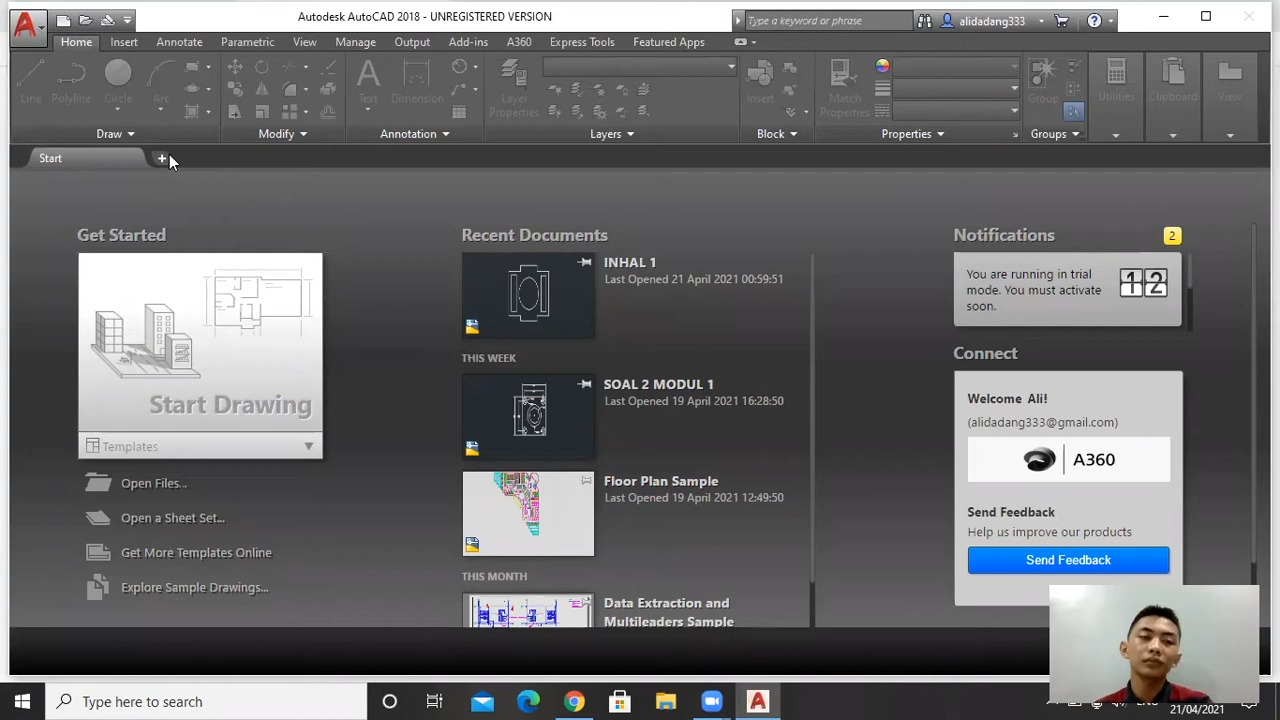 Autodesk AutoCAD 2018 - UNREGISTERED VERSION
Type a keyword or phrase
alidadang333
Home Insert Annotate Parametric View Manage Output Add-ins A360 Express Tools Featured Apps
Line Polyline Circle Arc
Text Dimension
Layer Properties
Insert
Match Properties
Group
Utilities Clipboard View
Draw Modify Annotation Layers Block Properties Groups
Start
Get Started
Start Drawing
Templates
Open Files...
Open a Sheet Set...
Get More Templates Online
Explore Sample Drawings...
Recent Documents
INHAL 1
Last Opened 21 April 2021 00:59:51
THIS WEEK
SOAL 2 MODUL 1
Last Opened 19 April 2021 16:28:50
Floor Plan Sample
Last Opened 19 April 2021 12:49:50
THIS MONTH
Data Extraction and
Multileaders Sample
Notifications 2
You are running in trial
mode. You must activate
soon.
12
Connect
Welcome Ali!
(alidadang333@gmail.com)
A360
Send Feedback
Help us improve our products
Send Feedback
Type here to search
21/04/2021